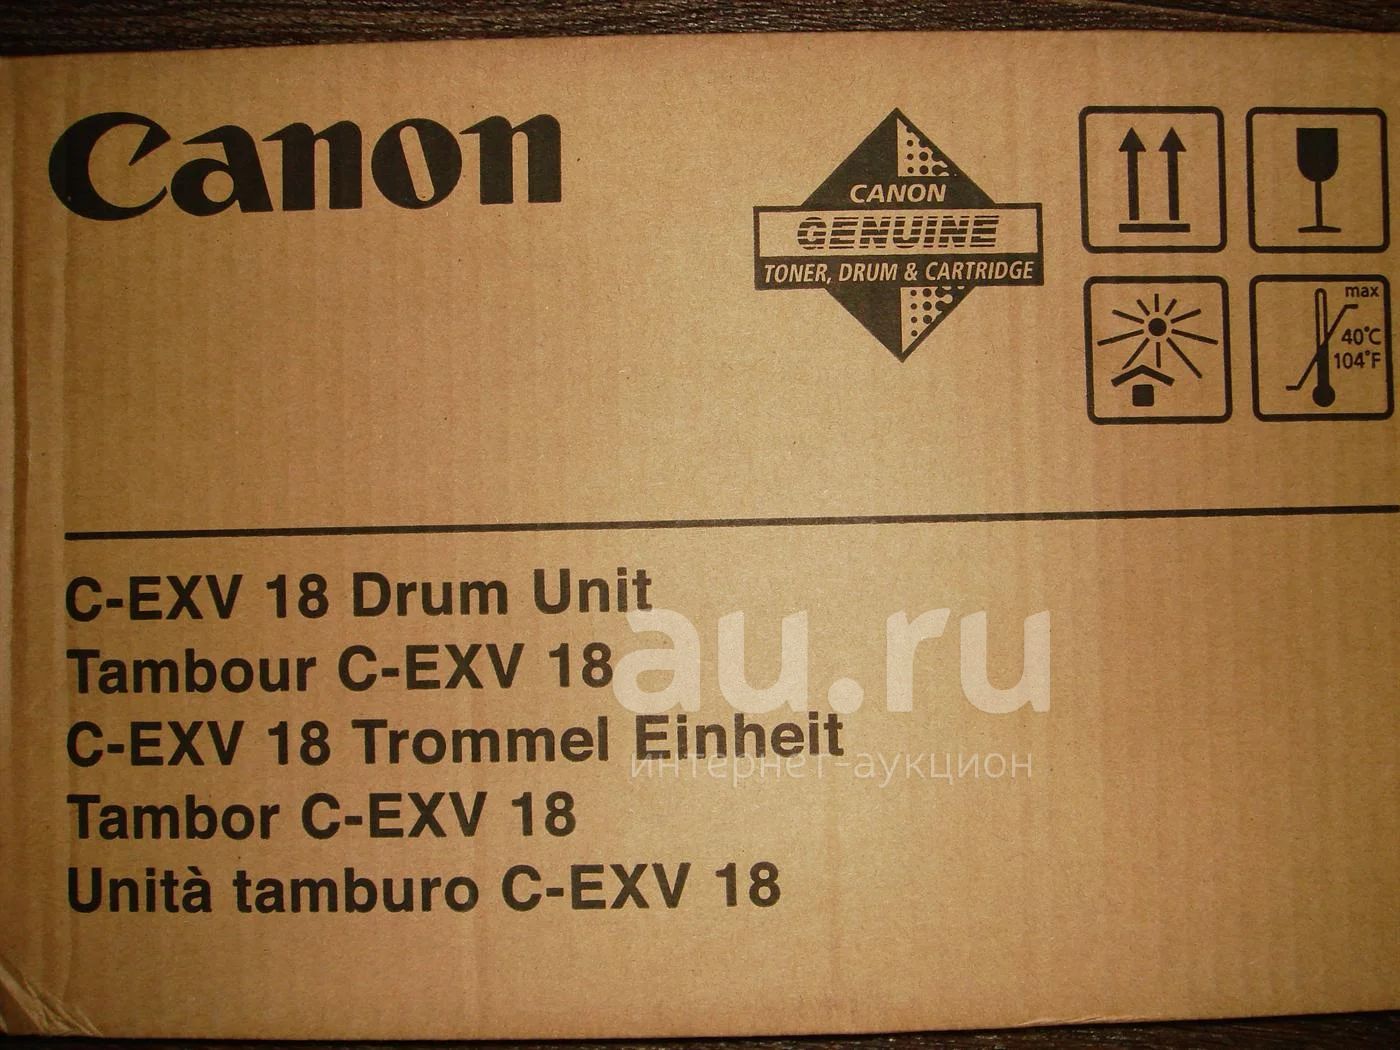 Canon
CANON
GENUINE
TONER, DRUM & CARTRIDGE
max
40°C
104°F
C-EXV 18 Drum Unit
Tambour C-EXV 18
C-EXV 18 Trommel Einheit
Tambor C-EXV 18
Unità tamburo C-EXV 18
au.ru
интернет-аукцион